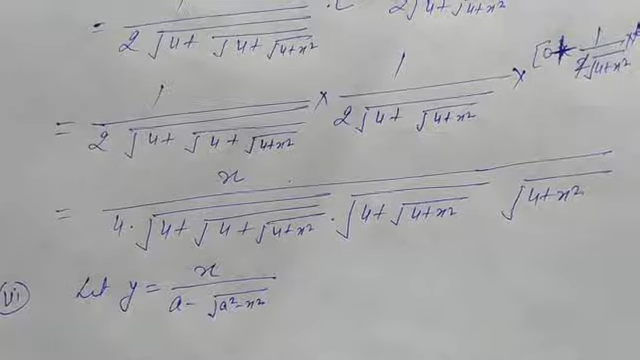 = 1 / (2 √(4+ √(4+√(4+x²)))) · 2√(4+√(4+x²))
= 1 / (2 √(4+ √(4+√(4+x²)))) × 1 / (2√(4+ √(4+x²))) × [0+ 1 / (2√(4+x²)) ×
= x / (4 · √(4+√(4+√(4+x²))) · √(4+√(4+x²)) √(4+x²))
(vi) Let y = x / (a - √(a²-x²))